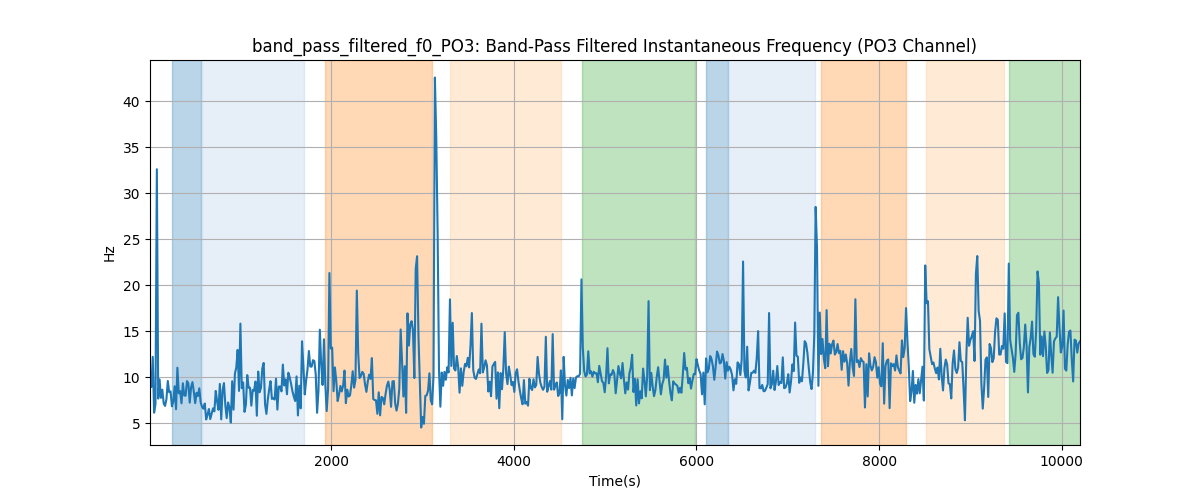 band_pass_filtered_f0_PO3: Band-Pass Filtered Instantaneous Frequency (PO3 Channel)
40
35
30
25
20
15
10
5
Hz
2000 4000 6000 8000 10000
Time(s)